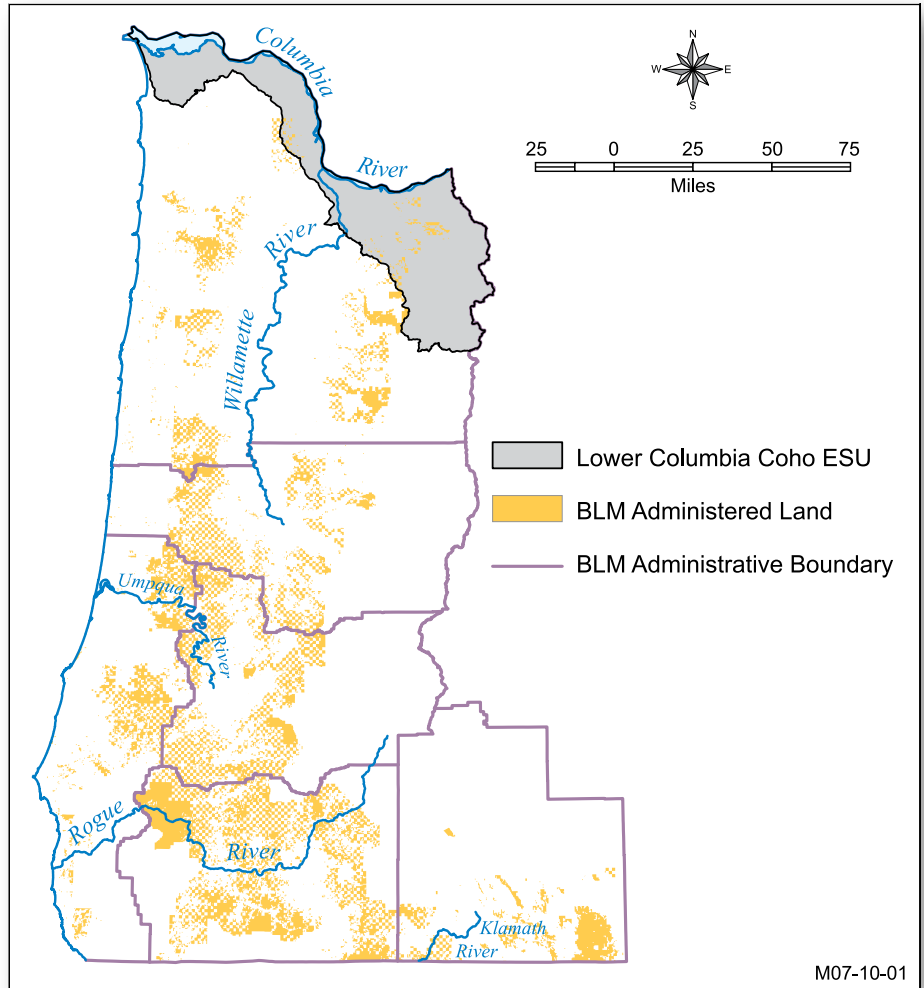 Columbia
River
N
W E
S
25 0 25 50 75
Miles
River
Willamette
Lower Columbia Coho ESU
BLM Administered Land
BLM Administrative Boundary
Umpqua
River
Rogue
River
Klamath
River
M07-10-01